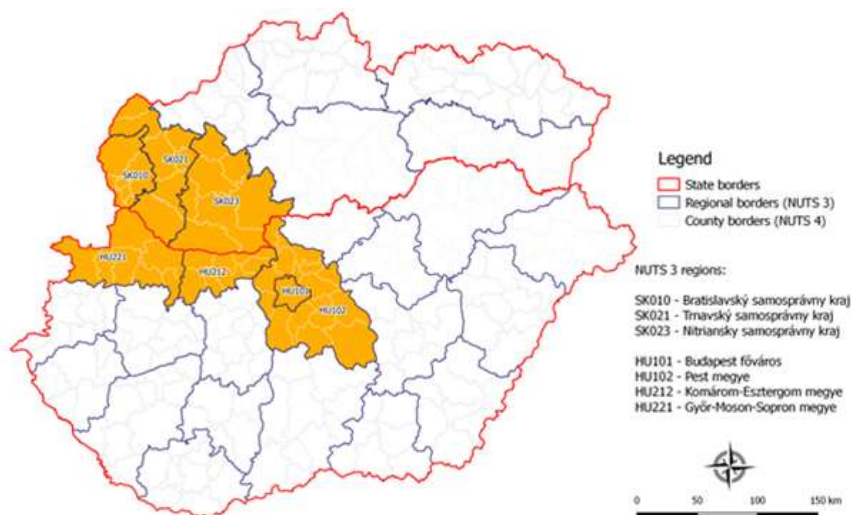 SK010
SK021
SK023
HU221
HU212
HU101
HU102
Legend
State borders
Regional borders (NUTS 3)
County borders (NUTS 4)
NUTS 3 regions:
SK010 - Bratislavský samosprávny kraj
SK021 - Trnavský samosprávny kraj
SK023 - Nitriansky samosprávny kraj
HU101 - Budapest főváros
HU102 - Pest megye
HU212 - Komárom-Esztergom megye
HU221 - Győr-Moson-Sopron megye
0 50 100 150 km